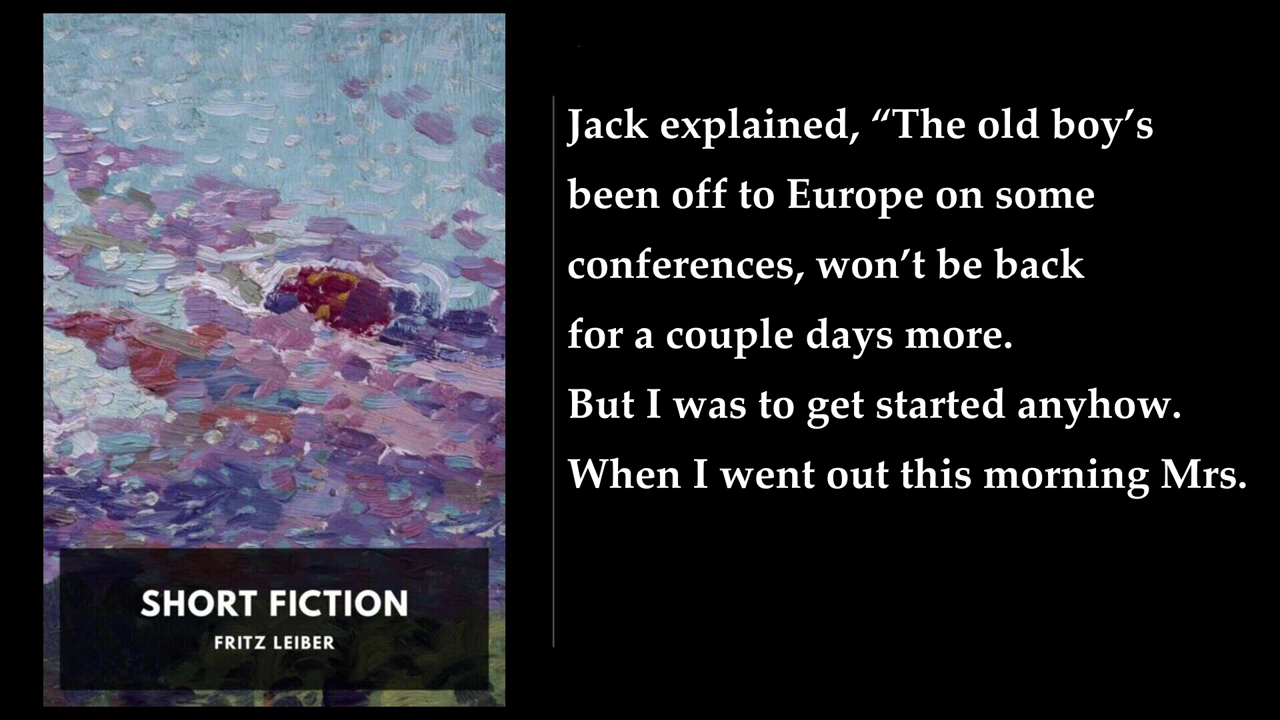 SHORT FICTION
FRITZ LEIBER
Jack explained, “The old boy’s
been off to Europe on some
conferences, won’t be back
for a couple days more.
But I was to get started anyhow.
When I went out this morning Mrs.